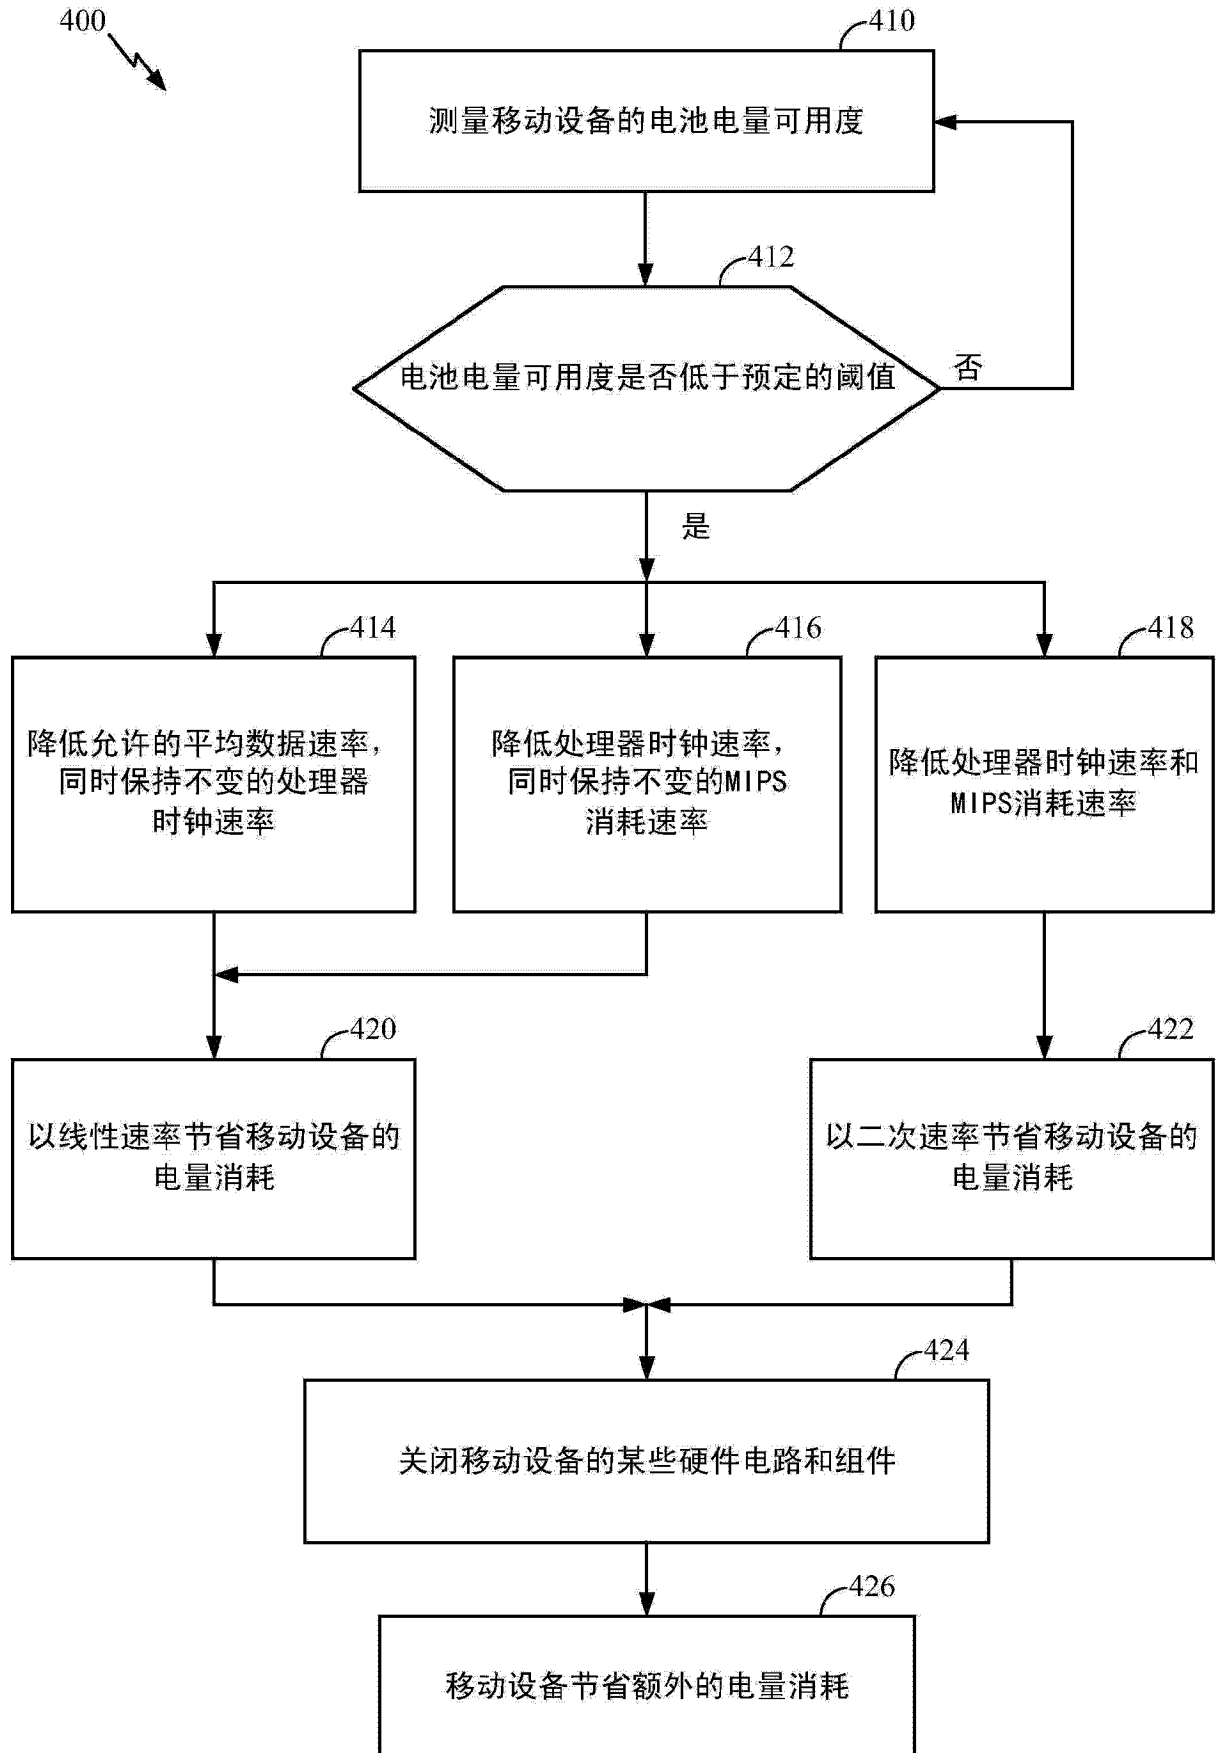 400
410
测量移动设备的电池电量可用度
412
电池电量可用度是否低于预定的阈值
否
是
414
降低允许的平均数据速率，
同时保持不变的处理器
时钟速率
416
降低处理器时钟速率，
同时保持不变的MIPS
消耗速率
418
降低处理器时钟速率和
MIPS消耗速率
420
以线性速率节省移动设备的
电量消耗
422
以二次速率节省移动设备的
电量消耗
424
关闭移动设备的某些硬件电路和组件
426
移动设备节省额外的电量消耗